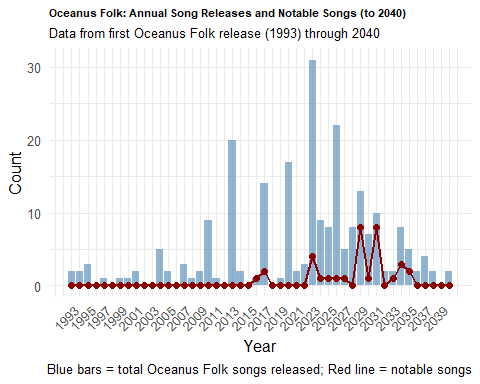 Oceanus Folk: Annual Song Releases and Notable Songs (to 2040)
Data from first Oceanus Folk release (1993) through 2040
Count
30
20
10
0
1993 1995 1997 1999 2001 2003 2005 2007 2009 2011 2013 2015 2017 2019 2021 2023 2025 2027 2029 2031 2033 2035 2037 2039
Year
Blue bars = total Oceanus Folk songs released; Red line = notable songs